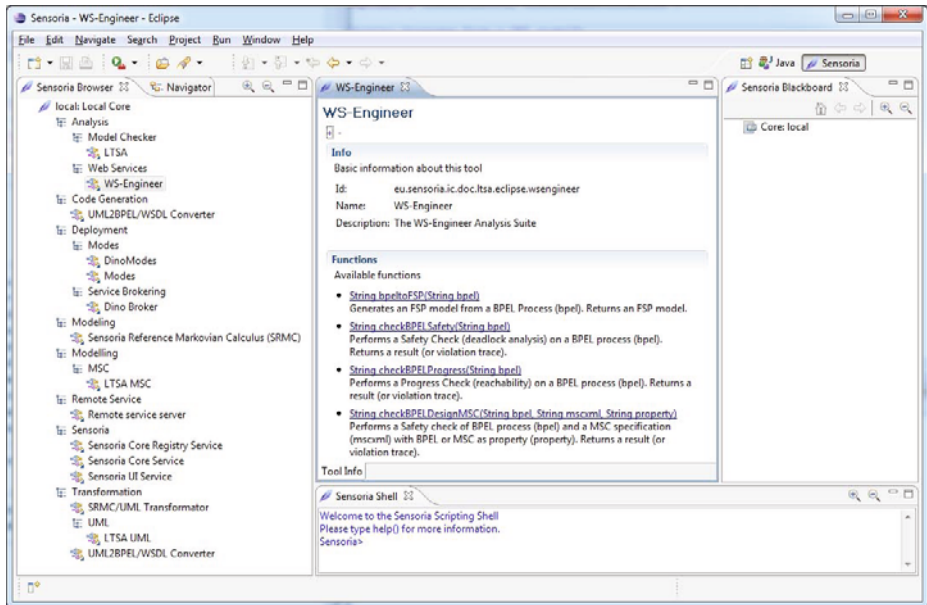 Sensoria - WS-Engineer - Eclipse
File Edit Navigate Search Project Run Window Help
Java Sensoria
Sensoria Browser Navigator
local: Local Core
Analysis
Model Checker
LTSA
Web Services
WS-Engineer
Code Generation
UML2BPEL/WSDL Converter
Deployment
Modes
DinoModes
Modes
Service Brokering
Dino Broker
Modeling
Sensoria Reference Markovian Calculus (SRMC)
Modelling
MSC
LTSA MSC
Remote Service
Remote service server
Sensoria
Sensoria Core Registry Service
Sensoria Core Service
Sensoria UI Service
Transformation
SRMC/UML Transformator
UML
LTSA UML
UML2BPEL/WSDL Converter
WS-Engineer
WS-Engineer
Info
Basic information about this tool
Id: eu.sensoria.ic.doc.ltsa.eclipse.wsengineer
Name: WS-Engineer
Description: The WS-Engineer Analysis Suite
Functions
Available functions
String bpeltoFSP(String bpel)
Generates an FSP model from a BPEL Process (bpel). Returns an FSP model.
String checkBPELSafety(String bpel)
Performs a Safety Check (deadlock analysis) on a BPEL process (bpel).
Returns a result (or violation trace).
String checkBPELProgress(String bpel)
Performs a Progress Check (reachability) on a BPEL process (bpel). Returns a
result (or violation trace).
String checkBPELDesignMSC(String bpel, String mscxml, String property)
Performs a Safety check of BPEL process (bpel) and a MSC specification
(mscxml) with BPEL or MSC as property (property). Returns a result (or
violation trace).
Tool Info
Sensoria Blackboard
Core: local
Sensoria Shell
Welcome to the Sensoria Scripting Shell
Please type help() for more information.
Sensoria>